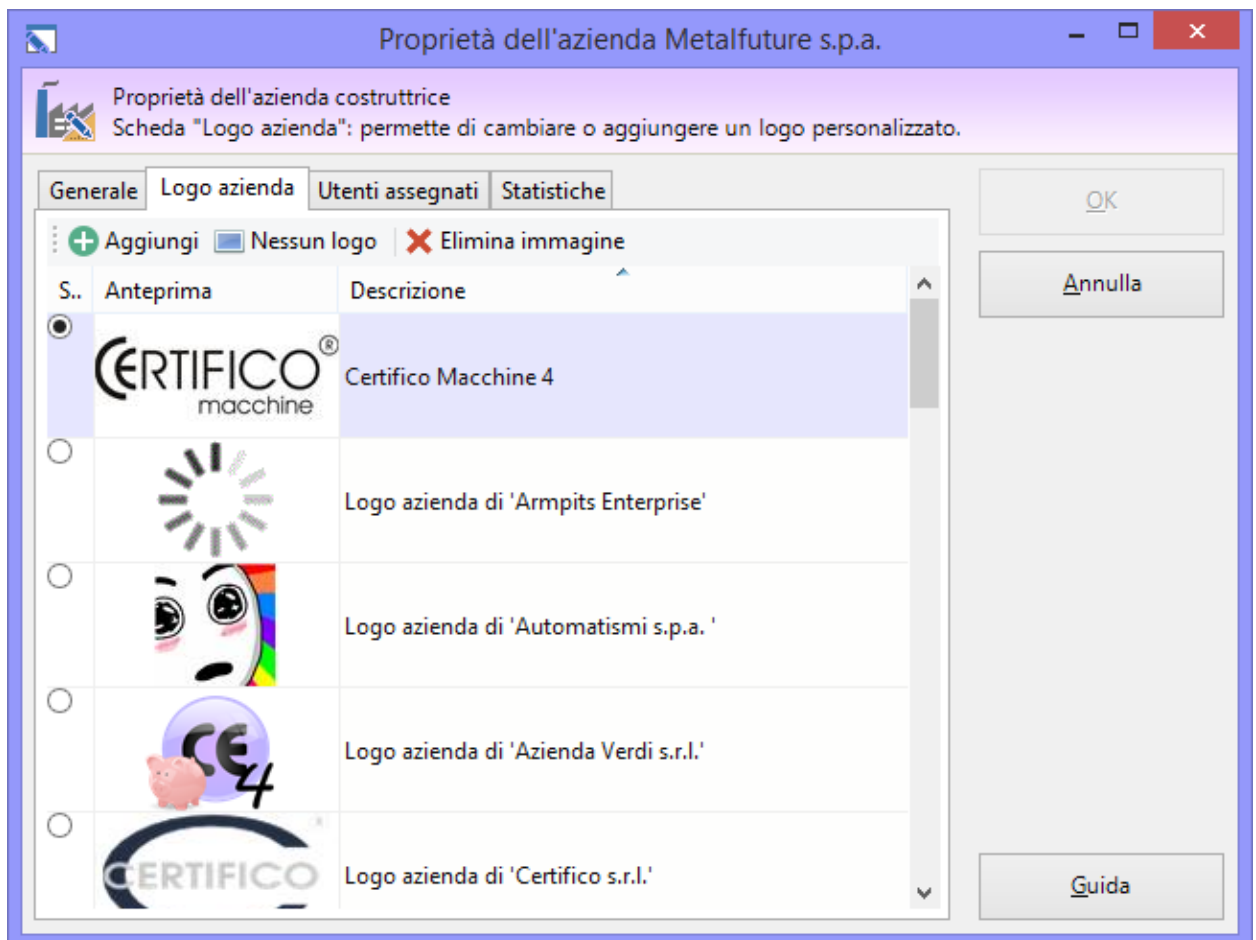 Proprietà dell'azienda Metalfuture s.p.a.
Proprietà dell'azienda costruttrice
Scheda "Logo azienda": permette di cambiare o aggiungere un logo personalizzato.
Generale Logo azienda Utenti assegnati Statistiche
OK
Aggiungi Nessun logo Elimina immagine
Annulla
S.. Anteprima Descrizione
CERTIFICO®
macchine
Certifico Macchine 4
Logo azienda di 'Armpits Enterprise'
Logo azienda di 'Automatismi s.p.a. '
CE
4
Logo azienda di 'Azienda Verdi s.r.l.'
CERTIFICO
Logo azienda di 'Certifico s.r.l.'
Guida